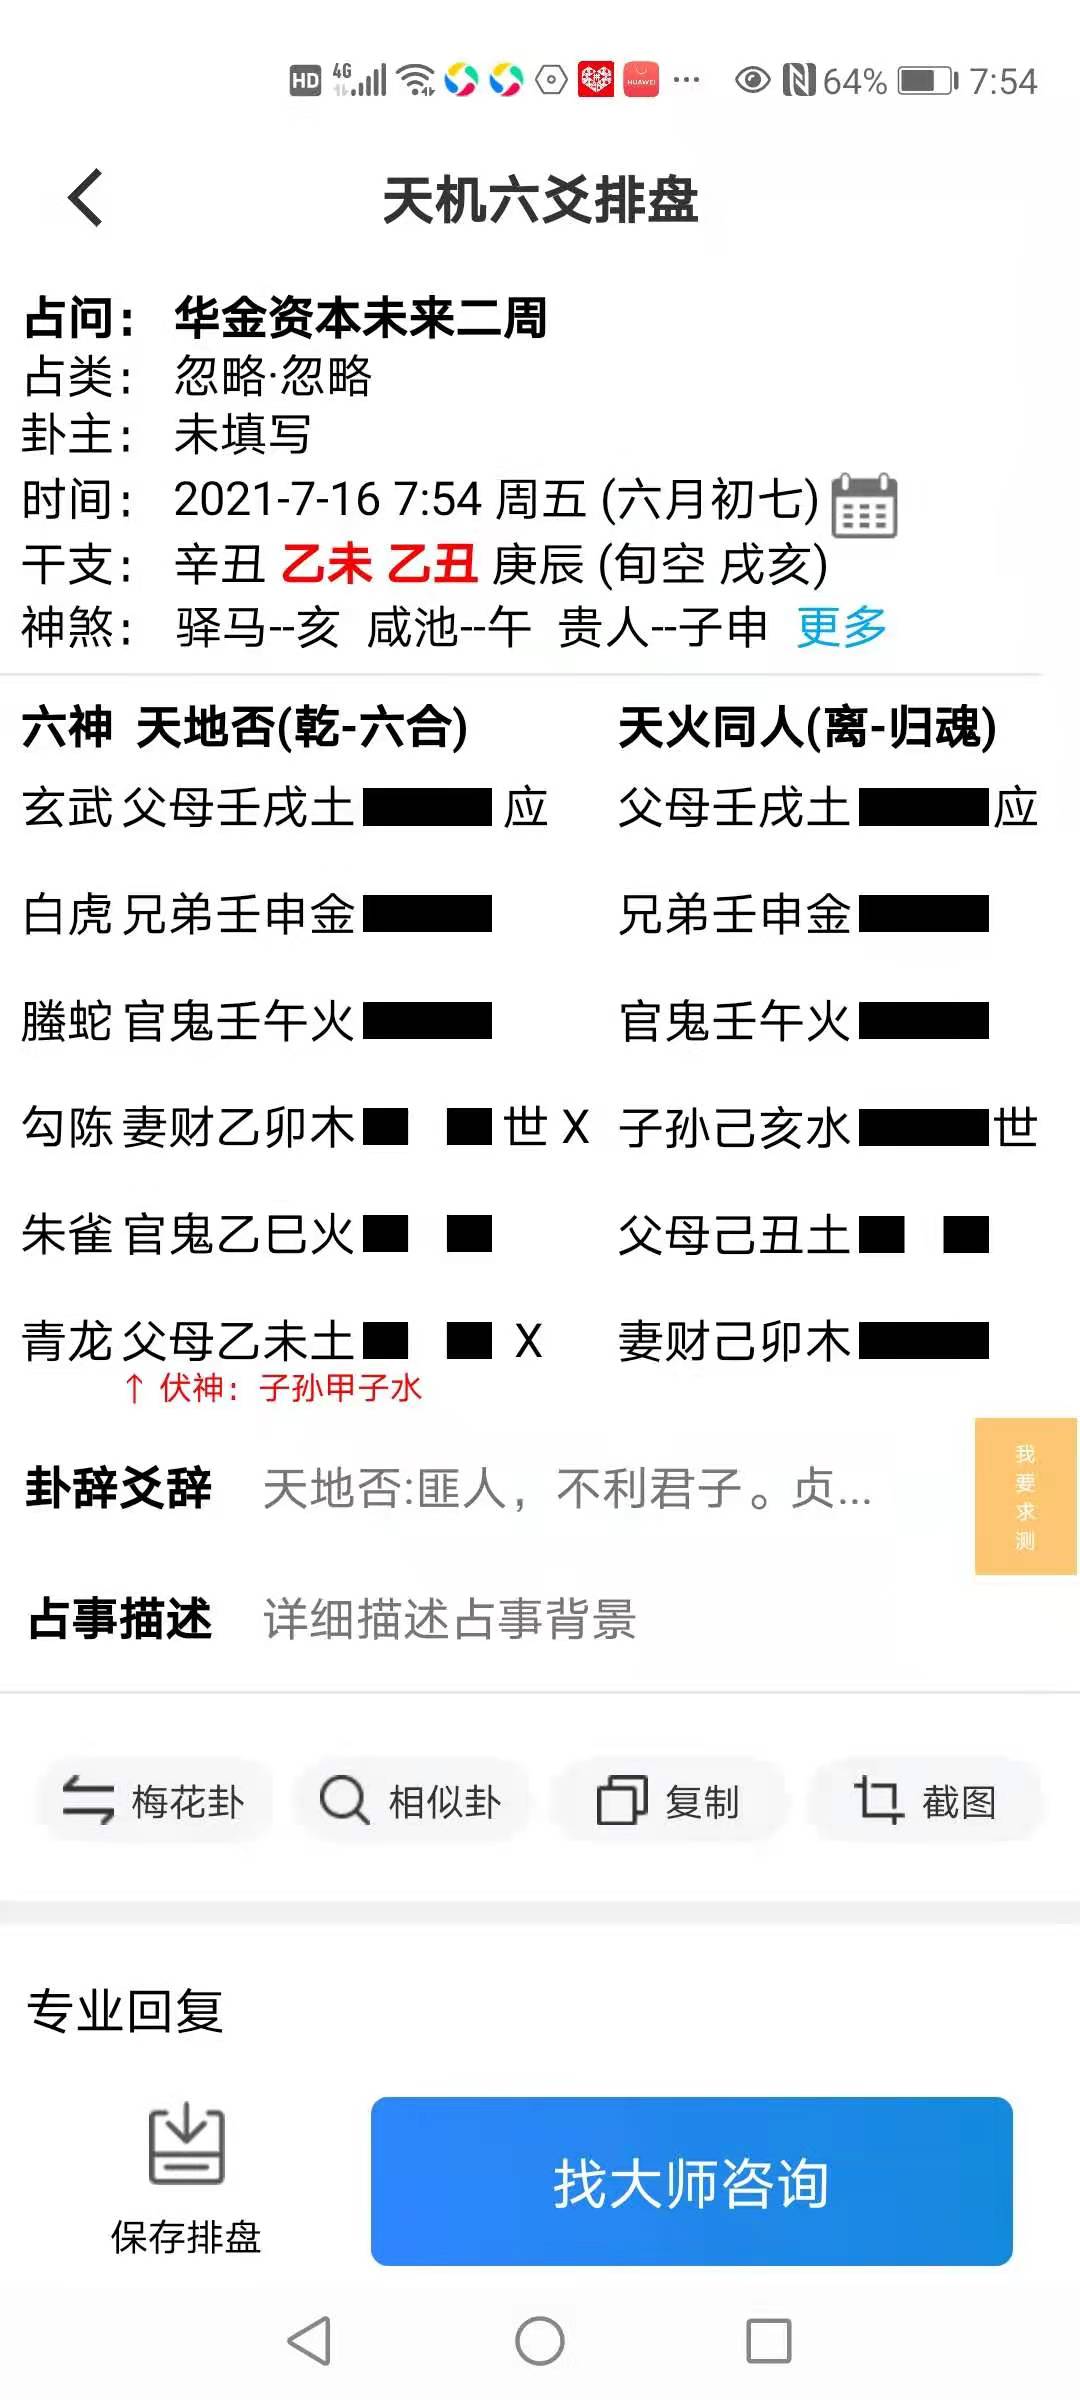 HD 4G HUAWEI ··· 64% 7:54
天机六爻排盘
占问： 华金资本未来二周
占类： 忽略·忽略
卦主： 未填写
时间： 2021-7-16 7:54 周五 (六月初七)
干支： 辛丑 乙未 乙丑 庚辰 (旬空 戌亥)
神煞： 驿马--亥 咸池--午 贵人--子申 更多
六神 天地否(乾-六合) 天火同人(离-归魂)
玄武 父母壬戌土 应 父母壬戌土 应
白虎 兄弟壬申金 兄弟壬申金
螣蛇 官鬼壬午火 官鬼壬午火
勾陈 妻财乙卯木 世 X 子孙己亥水 世
朱雀 官鬼乙巳火 父母己丑土
青龙 父母乙未土 X 妻财己卯木
↑ 伏神：子孙甲子水
卦辞爻辞 天地否:匪人，不利君子。贞...
我要求测
占事描述 详细描述占事背景
梅花卦 相似卦 复制 截图
专业回复
保存排盘 找大师咨询